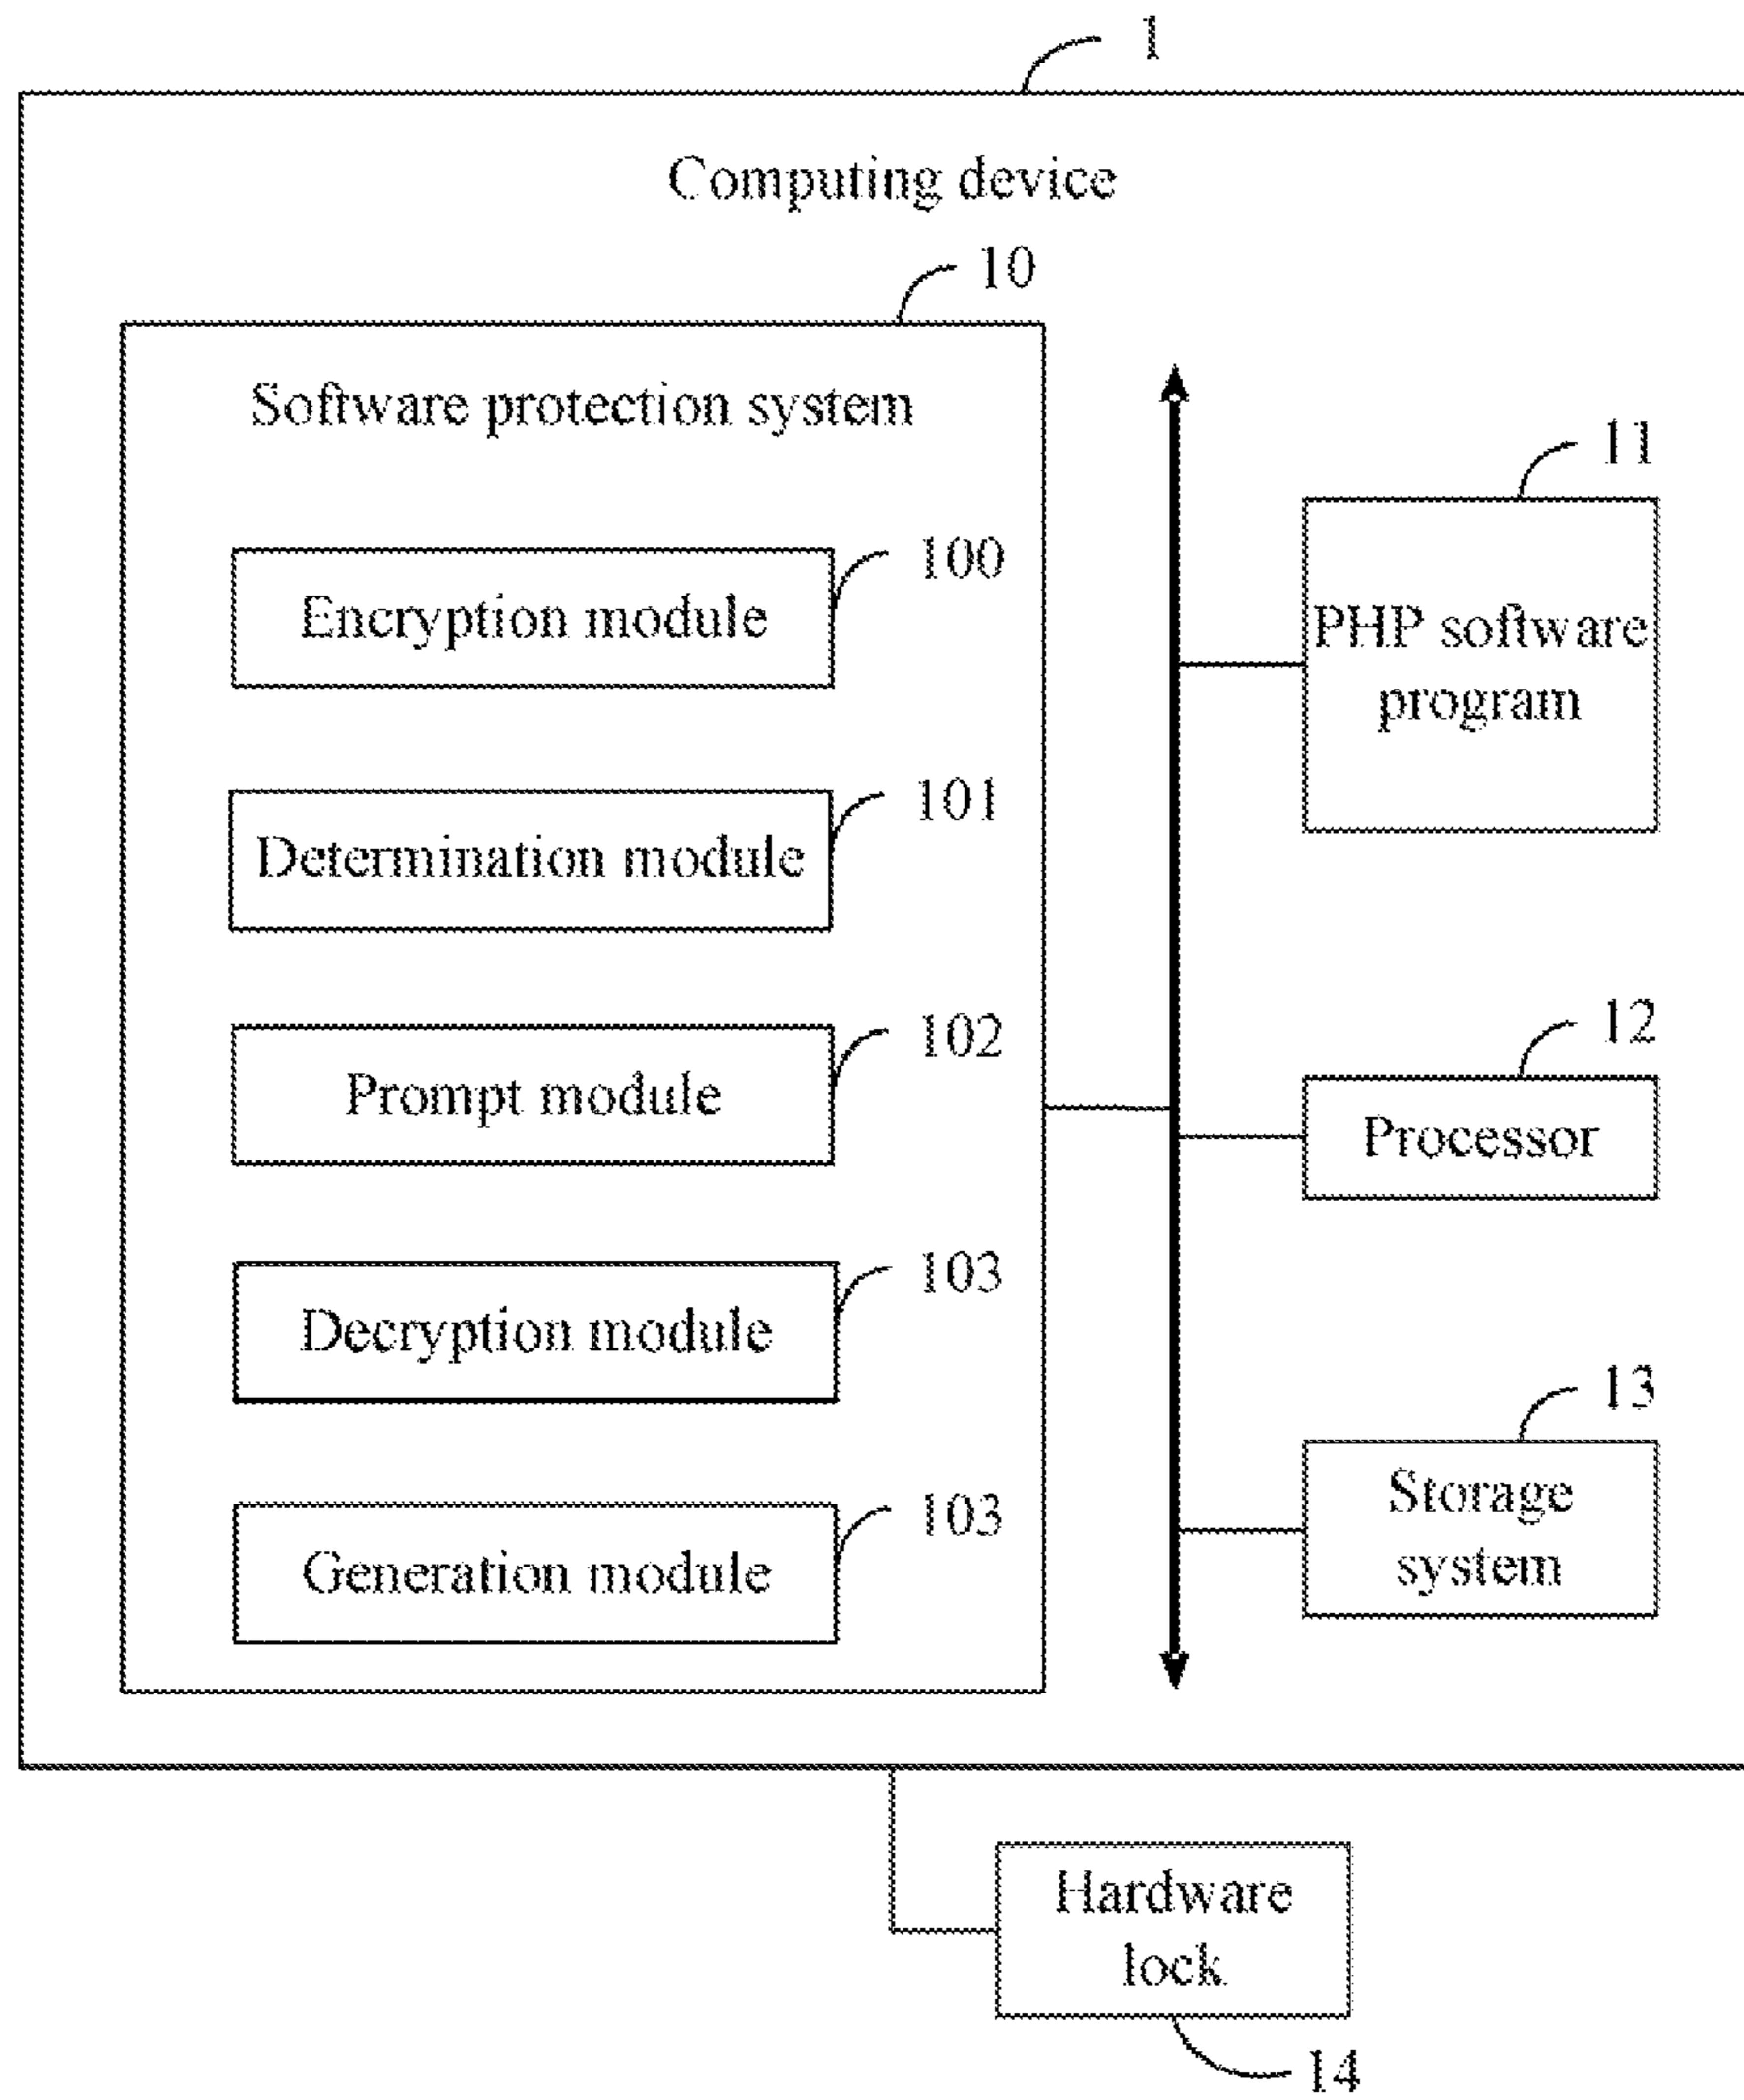 1
Computing device
10
Software protection system
100
Encryption module
101
Determination module
102
Prompt module
103
Decryption module
103
Generation module
11
PHP software
program
12
Processor
13
Storage
system
Hardware
lock
14